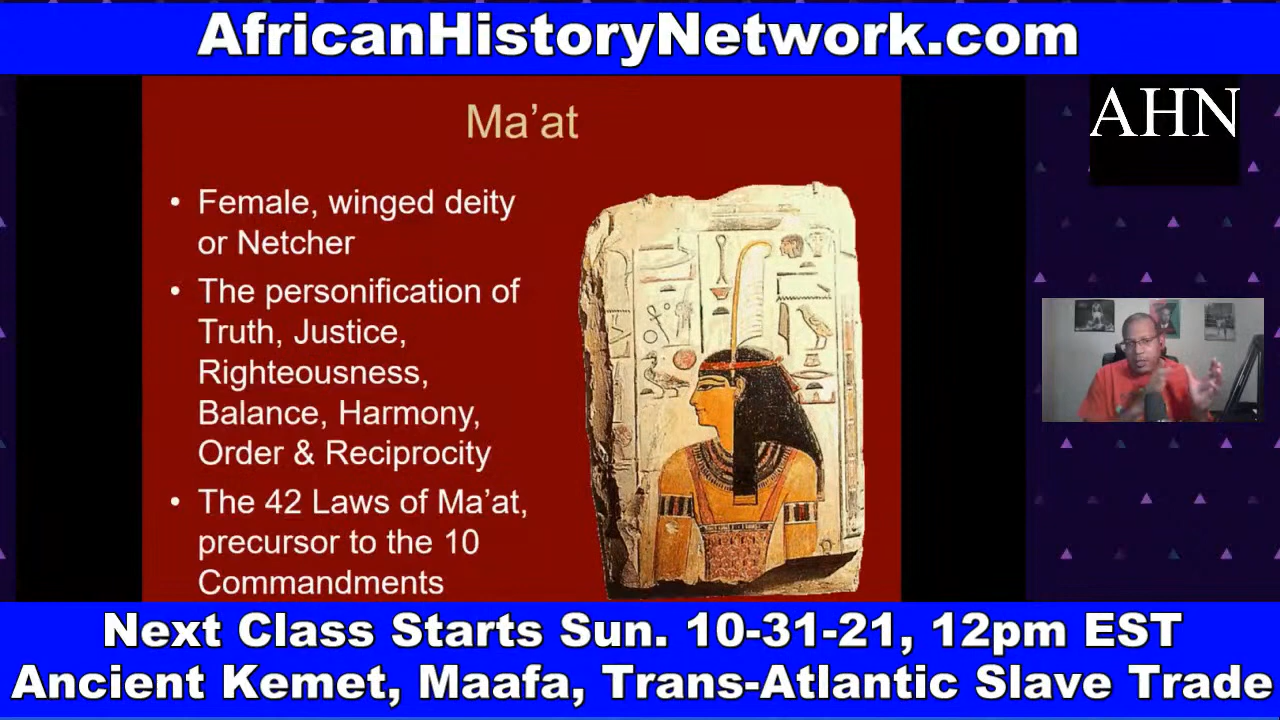 AfricanHistoryNetwork.com
AHN
Ma’at
• Female, winged deity
or Netcher
• The personification of
Truth, Justice,
Righteousness,
Balance, Harmony,
Order & Reciprocity
• The 42 Laws of Ma’at,
precursor to the 10
Commandments
Next Class Starts Sun. 10-31-21, 12pm EST
Ancient Kemet, Maafa, Trans-Atlantic Slave Trade